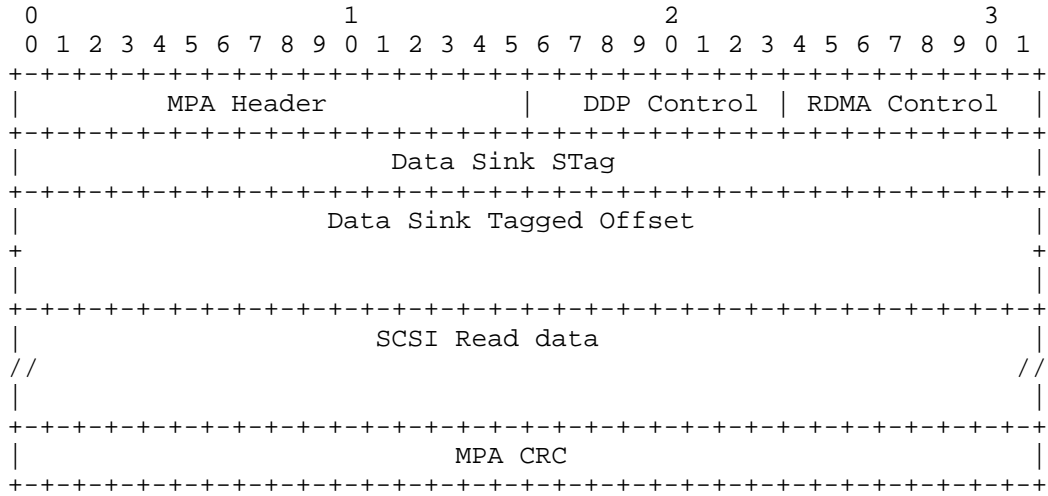 0                   1                   2                   3
 0 1 2 3 4 5 6 7 8 9 0 1 2 3 4 5 6 7 8 9 0 1 2 3 4 5 6 7 8 9 0 1
+-+-+-+-+-+-+-+-+-+-+-+-+-+-+-+-+-+-+-+-+-+-+-+-+-+-+-+-+-+-+-+-+
|         MPA Header            |   DDP Control | RDMA Control  |
+-+-+-+-+-+-+-+-+-+-+-+-+-+-+-+-+-+-+-+-+-+-+-+-+-+-+-+-+-+-+-+-+
|                       Data Sink STag                          |
+-+-+-+-+-+-+-+-+-+-+-+-+-+-+-+-+-+-+-+-+-+-+-+-+-+-+-+-+-+-+-+-+
|                   Data Sink Tagged Offset                     |
+                                                               +
|                                                               |
+-+-+-+-+-+-+-+-+-+-+-+-+-+-+-+-+-+-+-+-+-+-+-+-+-+-+-+-+-+-+-+-+
|                      SCSI Read data                           |
//                                                             //
|                                                               |
+-+-+-+-+-+-+-+-+-+-+-+-+-+-+-+-+-+-+-+-+-+-+-+-+-+-+-+-+-+-+-+-+
|                           MPA CRC                             |
+-+-+-+-+-+-+-+-+-+-+-+-+-+-+-+-+-+-+-+-+-+-+-+-+-+-+-+-+-+-+-+-+